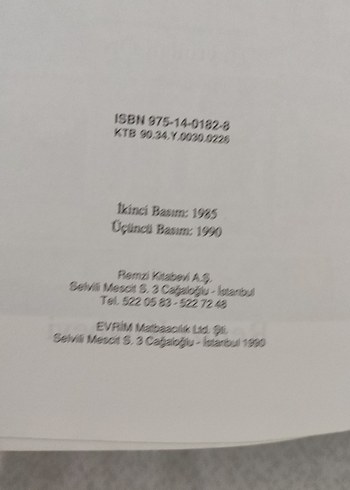 ISBN 975-14-0182-8
KTB 90.34.Y.0030.0226
İkinci Basım: 1985
Üçüncü Basım: 1990
Remzi Kitabevi A.Ş.
Selvili Mescit S. 3 Cağaloğlu - İstanbul
Tel. 522 05 83 - 522 72 48
EVRİM Matbaacılık Ltd. Şti.
Selvili Mescit S. 3 Cağaloğlu - İstanbul 1990